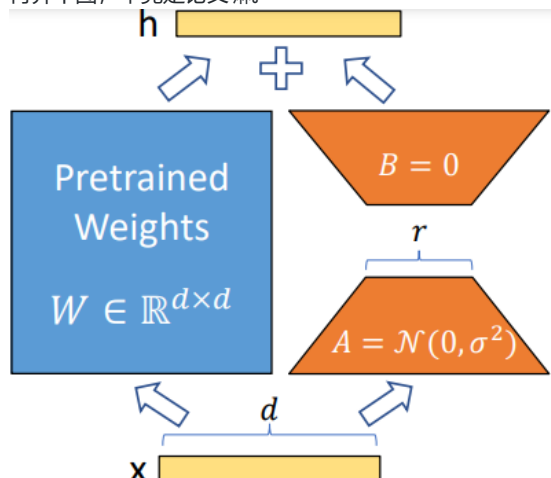 h
Pretrained
Weights
W ∈ ℝ^{d×d}
B = 0
r
A = 𝒩(0, σ²)
d
x